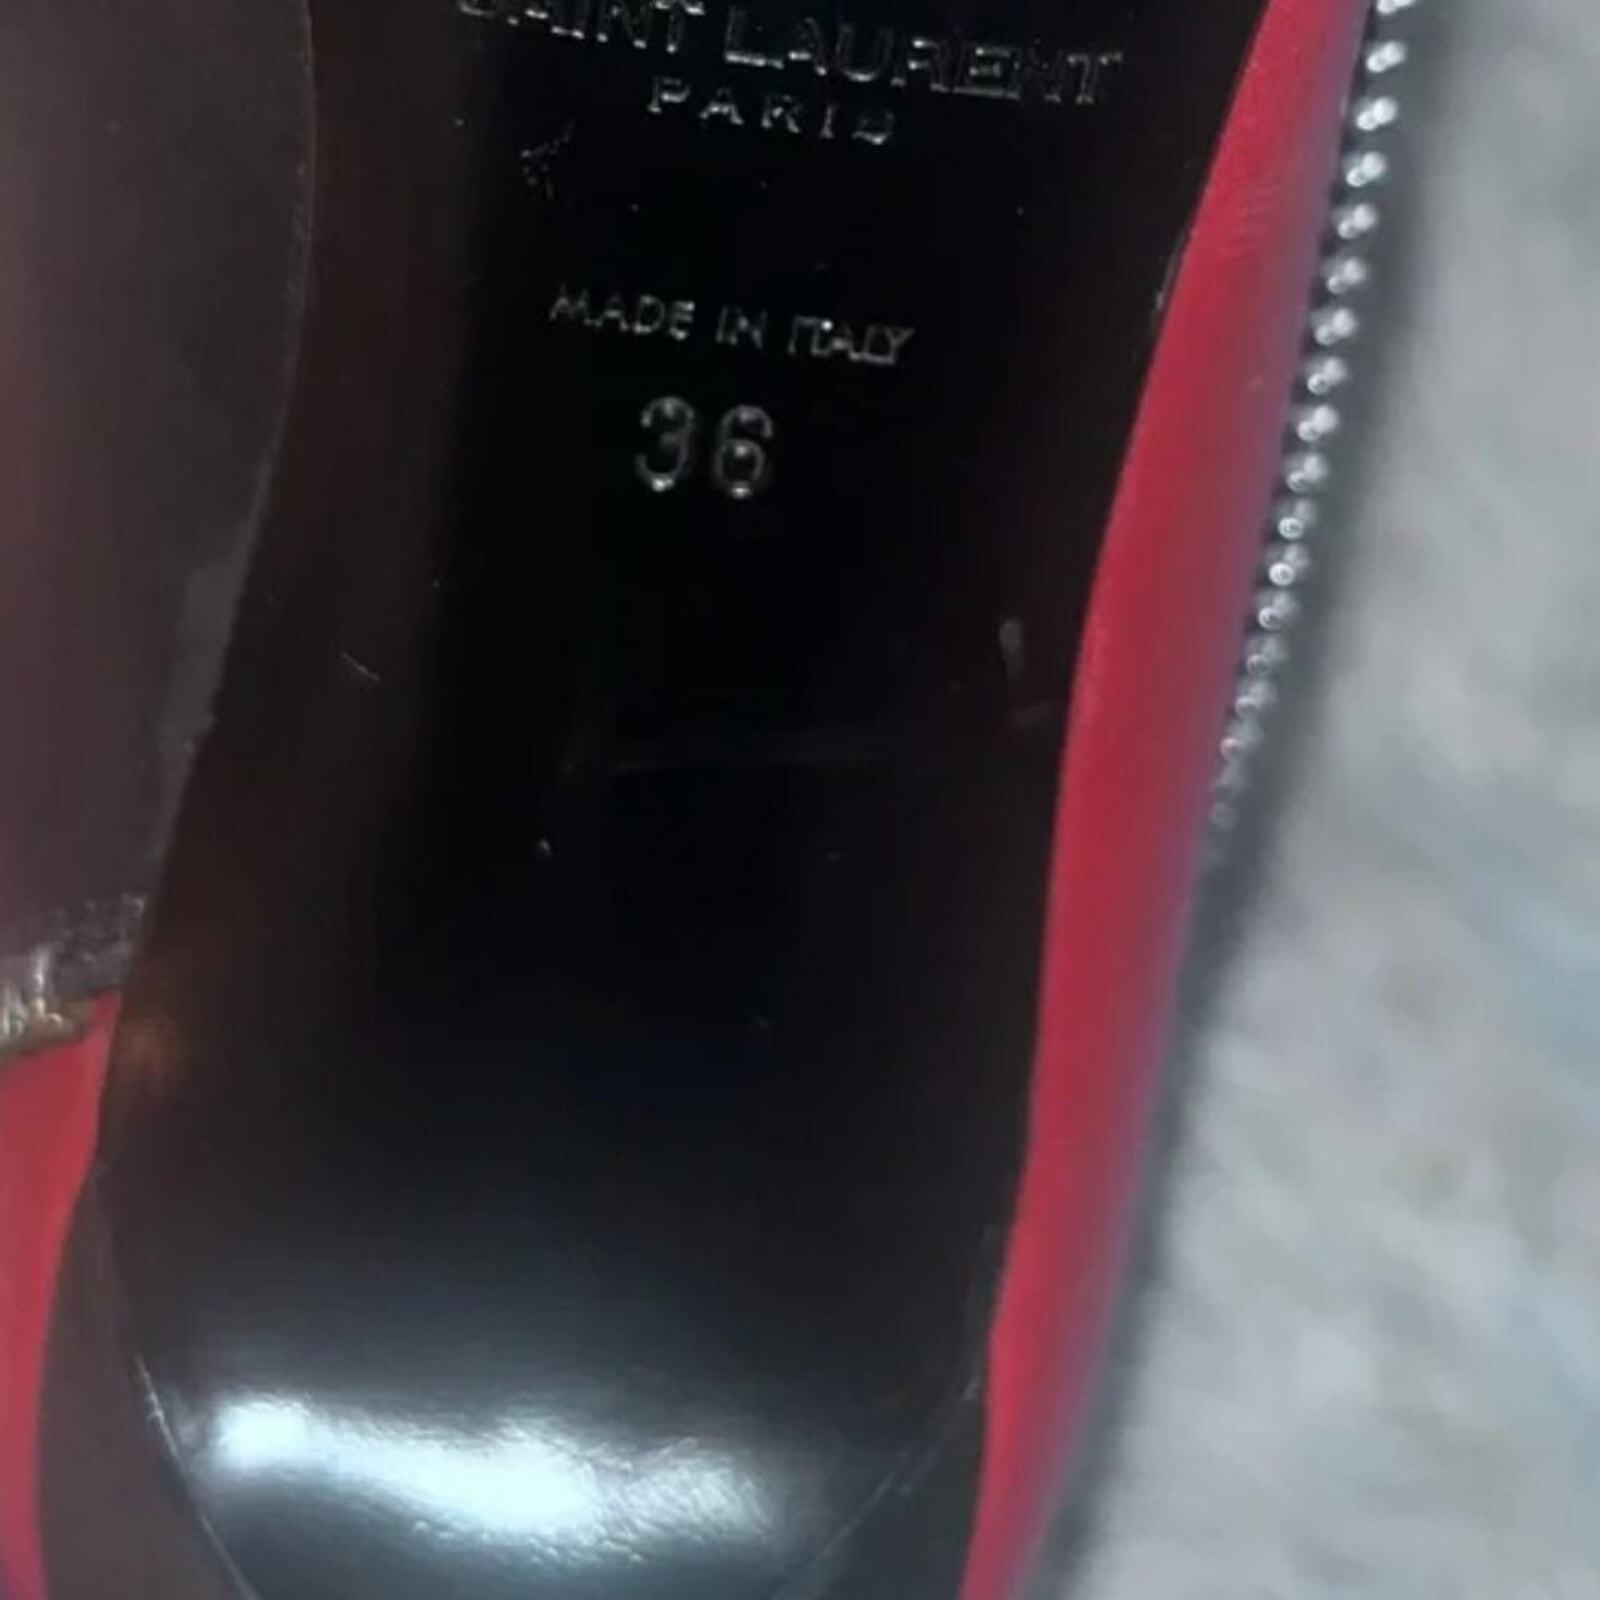 SAINT LAURENT
PARIS
MADE IN ITALY
36